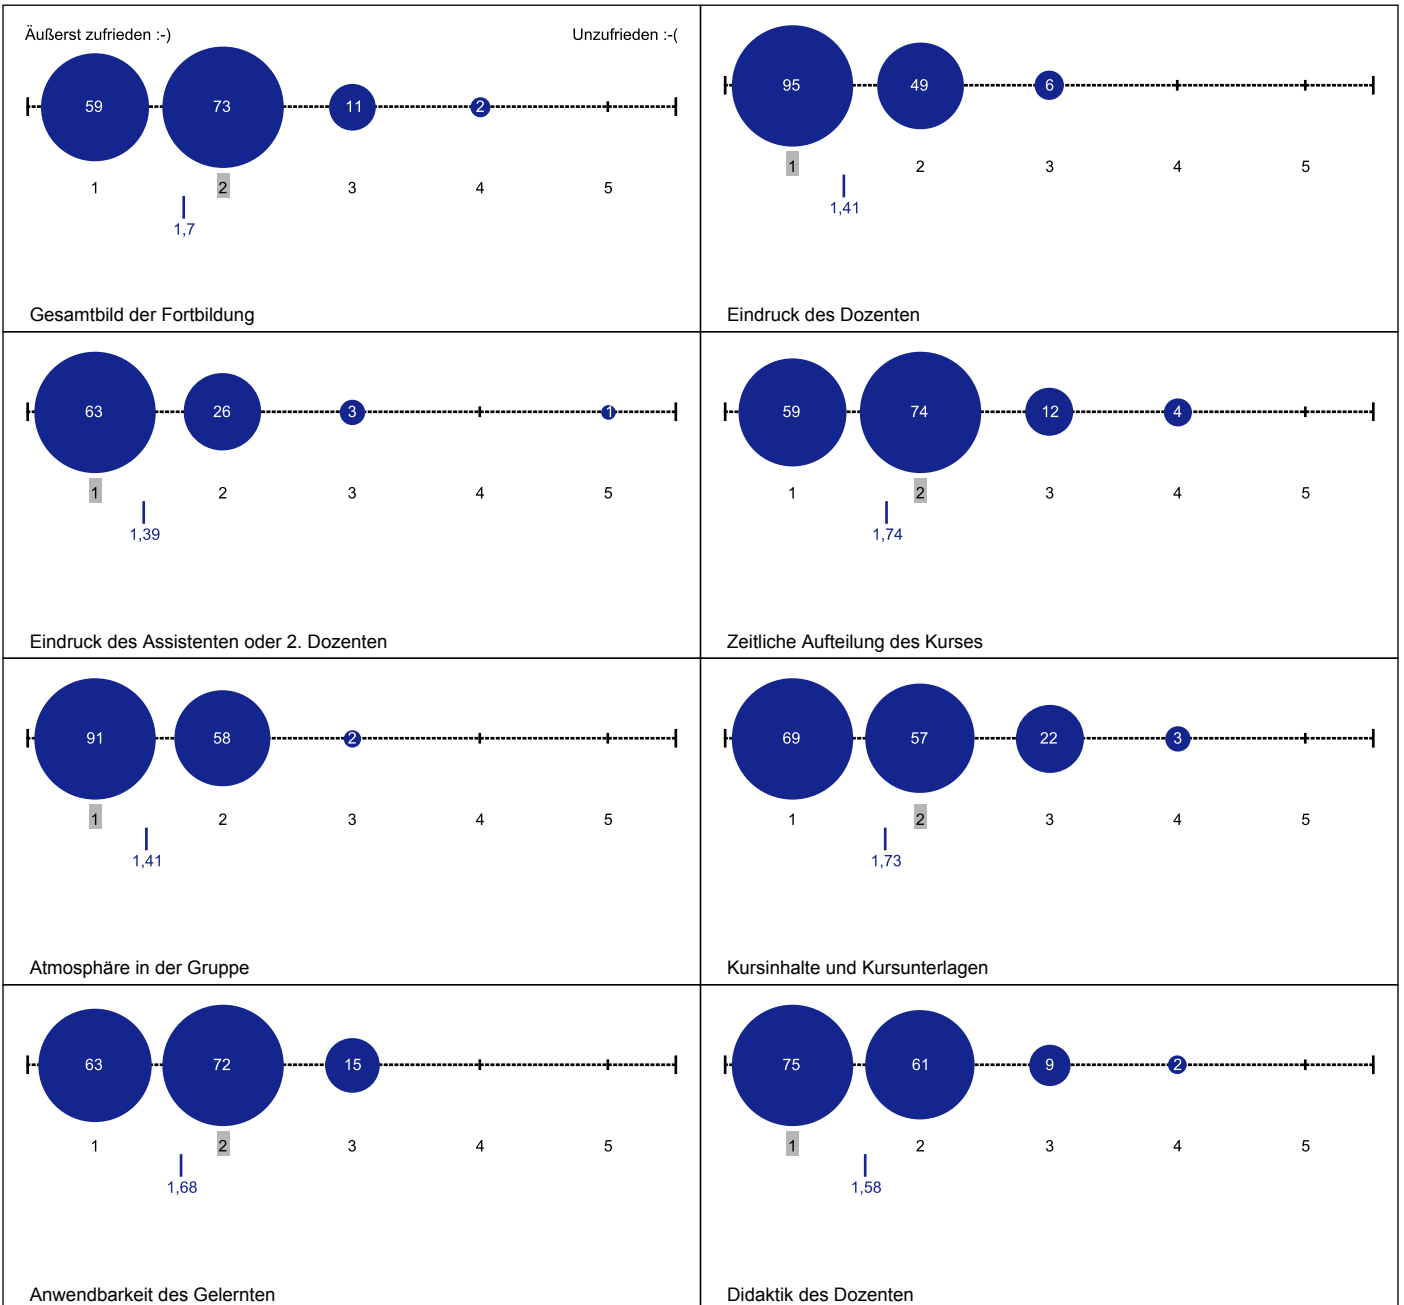 Äußerst zufrieden :-) Unzufrieden :-(
59 73 11 2
1 2 3 4 5
1,7
Gesamtbild der Fortbildung
95 49 6
1 2 3 4 5
1,41
Eindruck des Dozenten
63 26 3 1
1 2 3 4 5
1,39
Eindruck des Assistenten oder 2. Dozenten
59 74 12 4
1 2 3 4 5
1,74
Zeitliche Aufteilung des Kurses
91 58 2
1 2 3 4 5
1,41
Atmosphäre in der Gruppe
69 57 22 3
1 2 3 4 5
1,73
Kursinhalte und Kursunterlagen
63 72 15
1 2 3 4 5
1,68
Anwendbarkeit des Gelernten
75 61 9 2
1 2 3 4 5
1,58
Didaktik des Dozenten